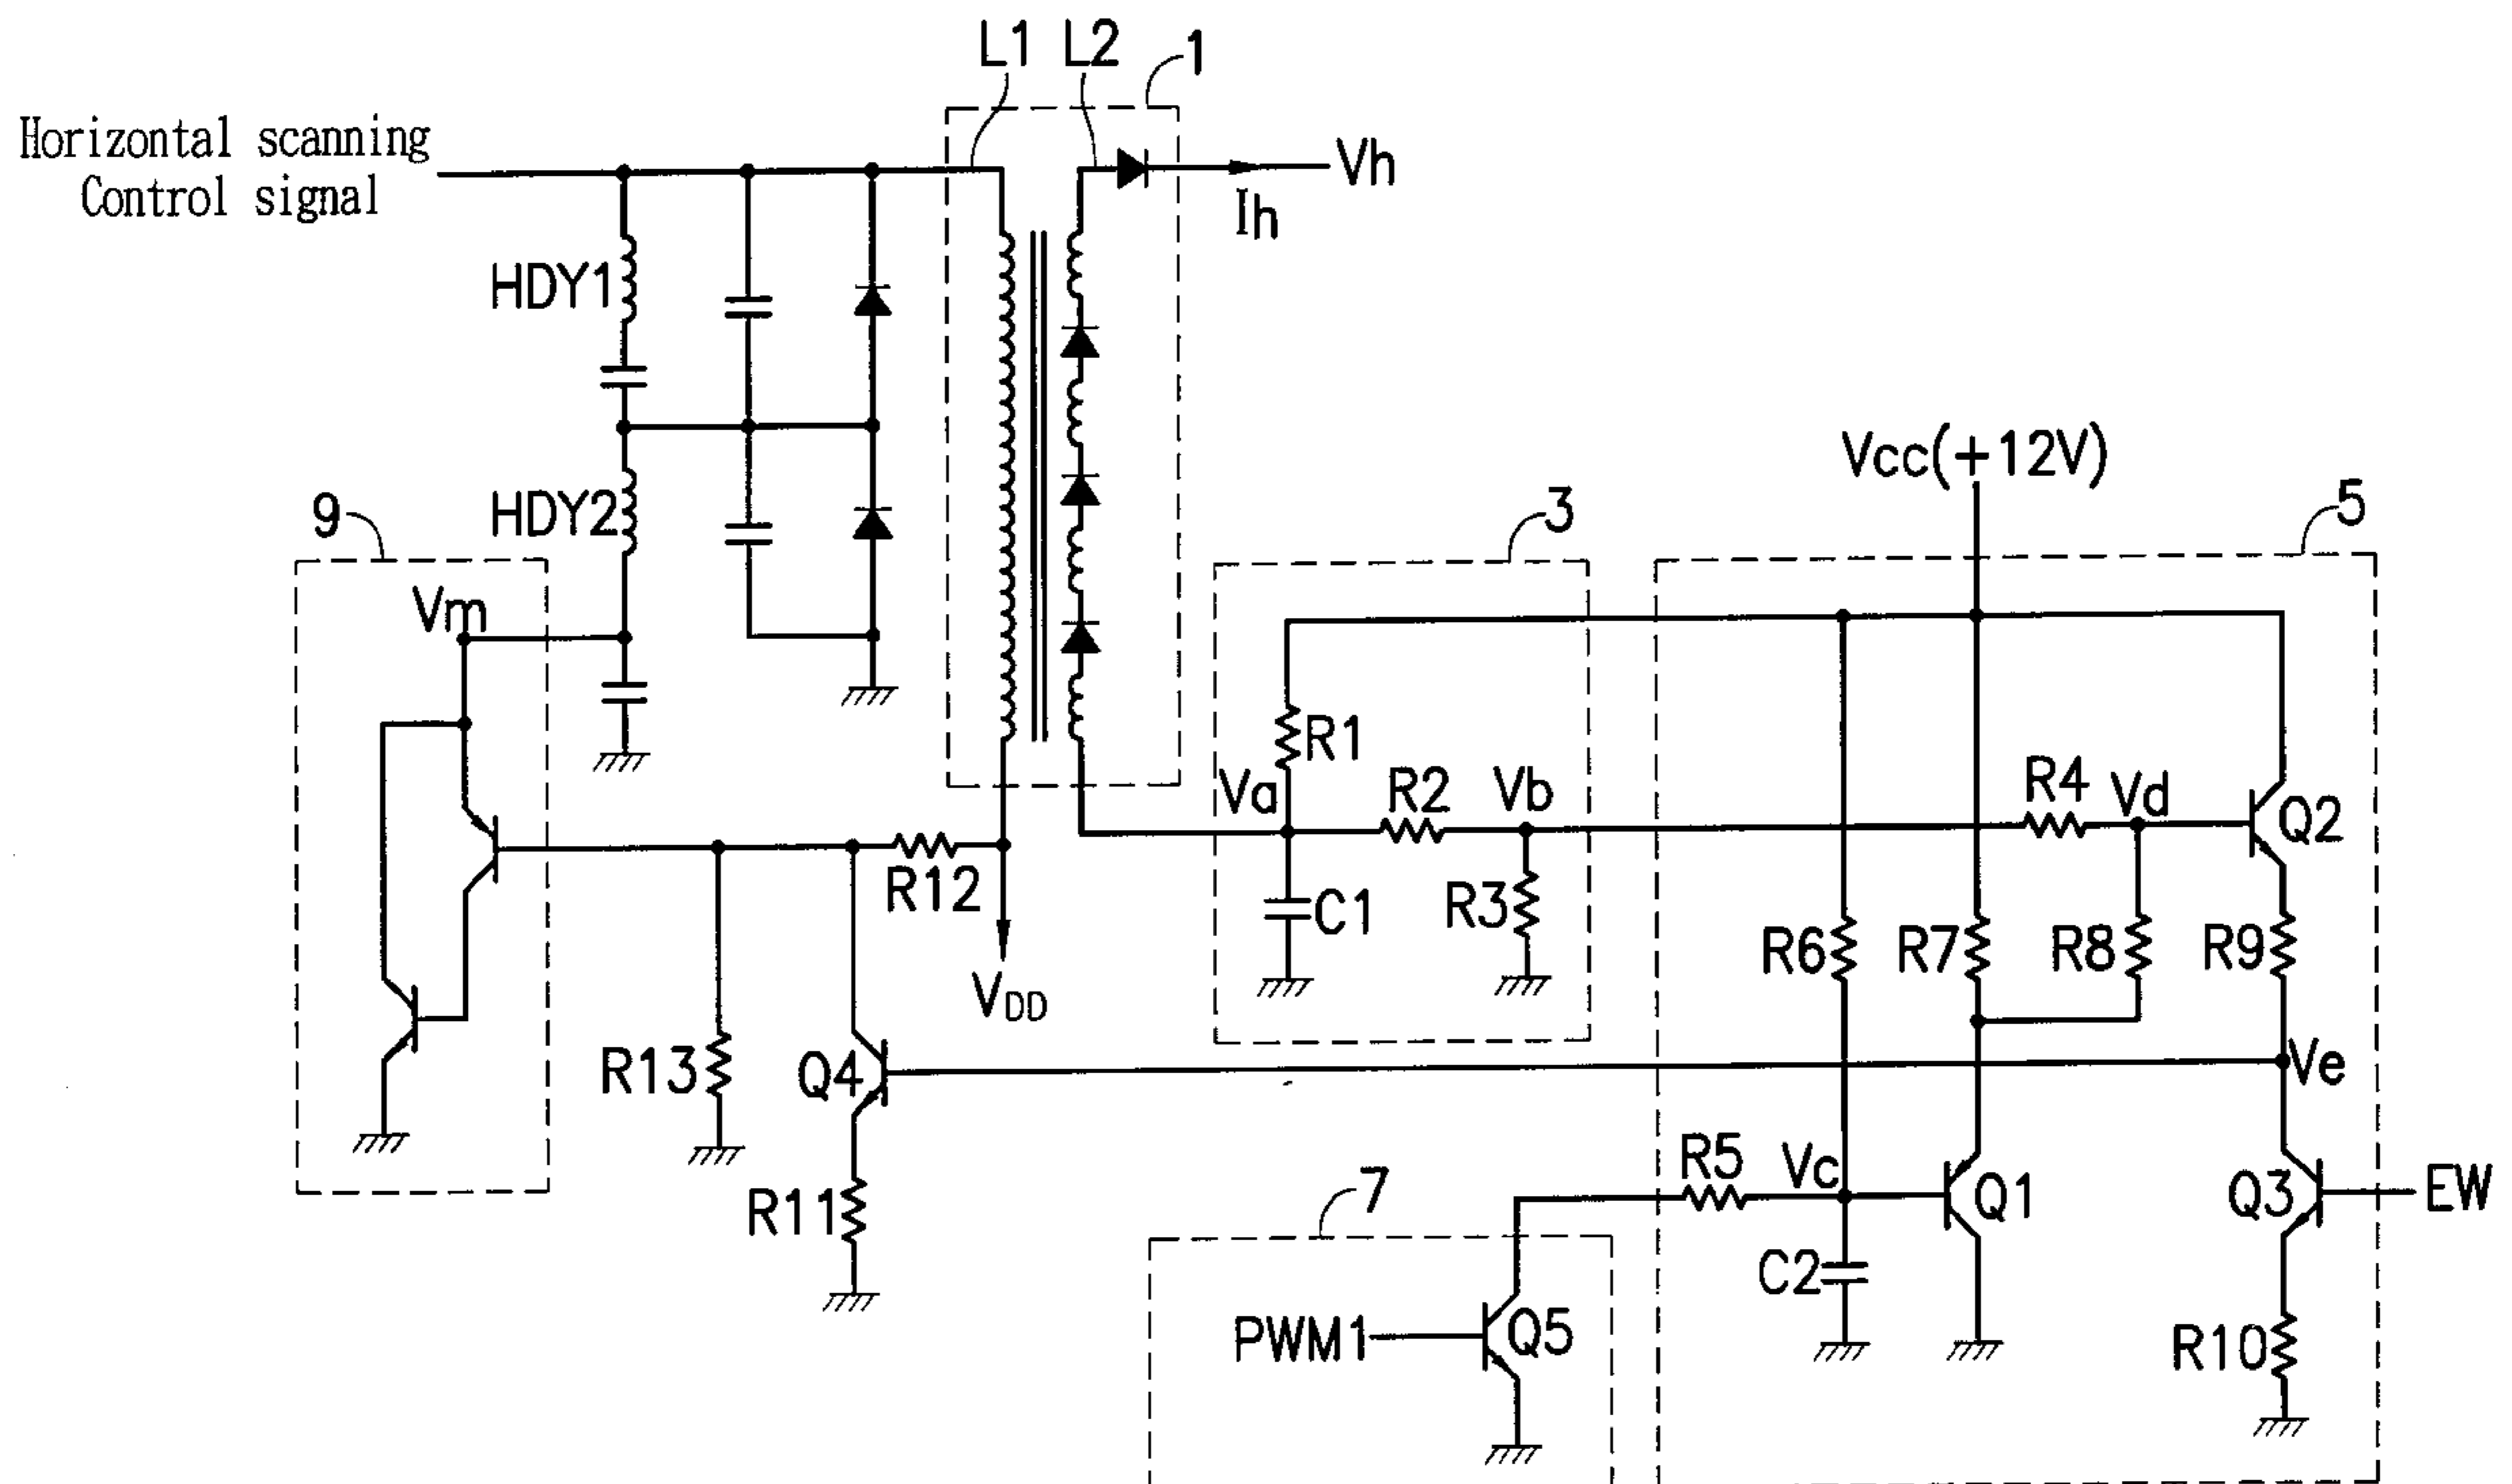 L1 L2 1
Horizontal scanning
Control signal
Vh
Ih
HDY1
Vcc(+12V)
9
HDY2
3
5
Vm
R1
Va
R2
Vb
R4
Vd
Q2
R12
C1
R3
R6
R7
R8
R9
VDD
R13
Q4
Ve
R5
Vc
7
Q1
Q3
EW
R11
C2
PWM1
Q5
R10